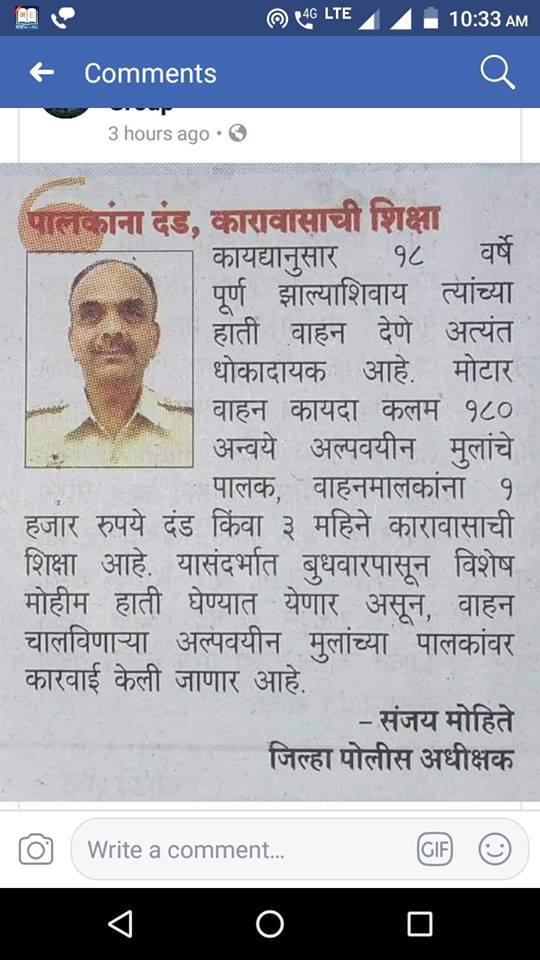 4G LTE 10:33 AM
Comments
Group
3 hours ago
पालकांना दंड, कारावासाची शिक्षा
कायद्यानुसार १८ वर्षे
पूर्ण झाल्याशिवाय त्यांच्या
हाती वाहन देणे अत्यंत
धोकादायक आहे. मोटार
वाहन कायदा कलम १८०
अन्वये अल्पवयीन मुलांचे
पालक, वाहनमालकांना १
हजार रुपये दंड किंवा ३ महिने कारावासाची
शिक्षा आहे. यासंदर्भात बुधवारपासून विशेष
मोहीम हाती घेण्यात येणार असून, वाहन
चालविणाऱ्या अल्पवयीन मुलांच्या पालकांवर
कारवाई केली जाणार आहे.
– संजय मोहिते
जिल्हा पोलीस अधीक्षक
Write a comment...
GIF